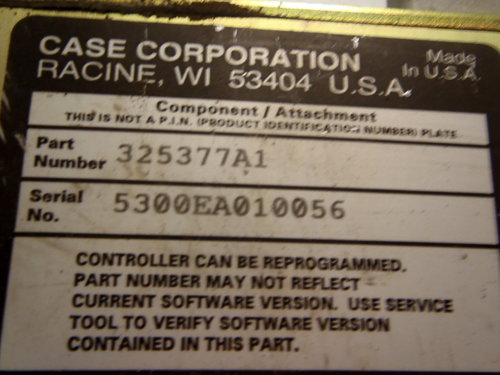 CASE CORPORATION
RACINE, WI 53404 U.S.A.
Made
In U.S.A.
Component / Attachment
THIS IS NOT A P.I.N. (PRODUCT IDENTIFICATION NUMBER) PLATE
Part
Number 325377A1
Serial
No. 5300EA010056
CONTROLLER CAN BE REPROGRAMMED.
PART NUMBER MAY NOT REFLECT
CURRENT SOFTWARE VERSION. USE SERVICE
TOOL TO VERIFY SOFTWARE VERSION
CONTAINED IN THIS PART.